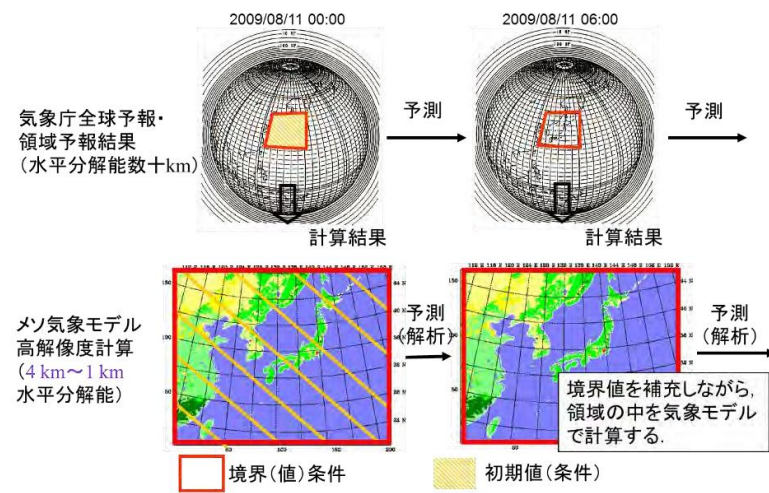 2009/08/11 00:00
2009/08/11 06:00
気象庁全球予報・
領域予報結果
（水平分解能数十km）
予測
予測
計算結果
計算結果
メソ気象モデル
高解像度計算
（4 km～1 km
水平分解能）
予測
（解析）
予測
（解析）
境界値を補充しながら,
領域の中を気象モデル
で計算する.
境界（値）条件
初期値（条件）